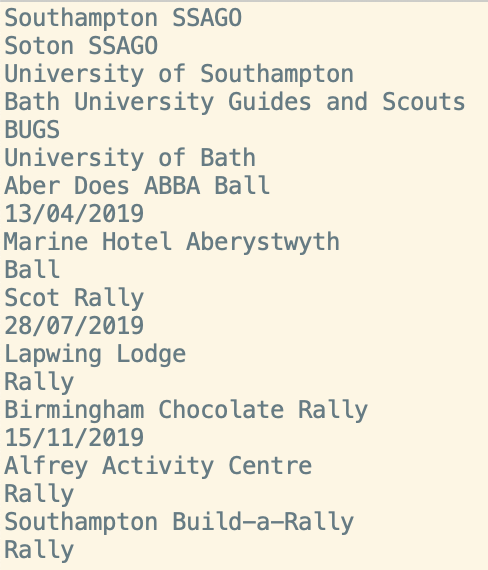 Southampton SSAGO
Soton SSAGO
University of Southampton
Bath University Guides and Scouts
BUGS
University of Bath
Aber Does ABBA Ball
13/04/2019
Marine Hotel Aberystwyth
Ball
Scot Rally
28/07/2019
Lapwing Lodge
Rally
Birmingham Chocolate Rally
15/11/2019
Alfrey Activity Centre
Rally
Southampton Build-a-Rally
Rally